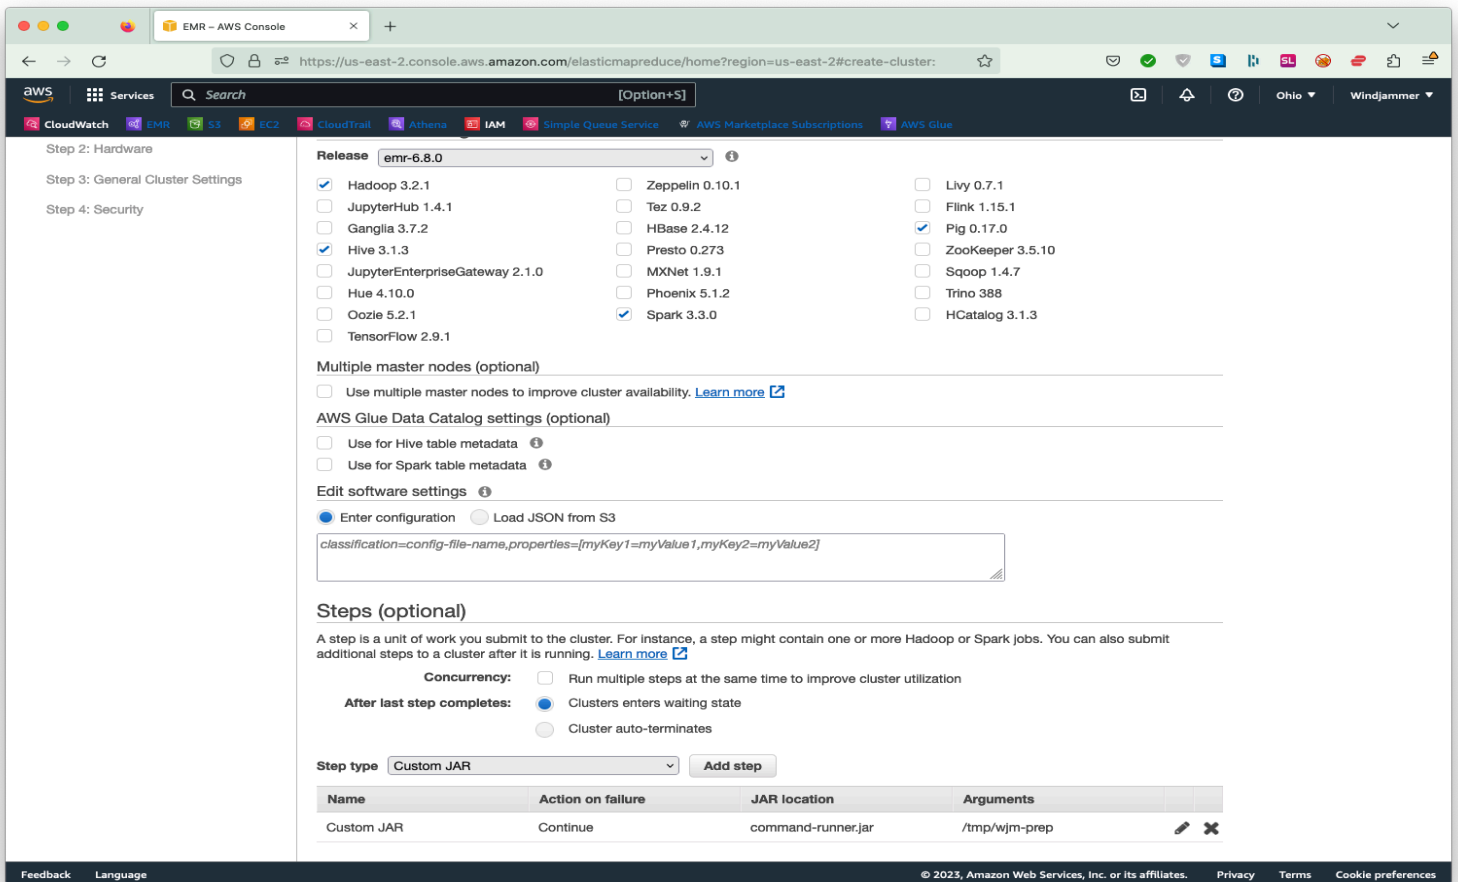 EMR – AWS Console
https://us-east-2.console.aws.amazon.com/elasticmapreduce/home?region=us-east-2#create-cluster:
aws Services Search [Option+S] Ohio Windjammer
CloudWatch EMR S3 EC2 CloudTrail Athena IAM Simple Queue Service AWS Marketplace Subscriptions AWS Glue
Step 2: Hardware
Step 3: General Cluster Settings
Step 4: Security
Release emr-6.8.0
Hadoop 3.2.1 Zeppelin 0.10.1 Livy 0.7.1
JupyterHub 1.4.1 Tez 0.9.2 Flink 1.15.1
Ganglia 3.7.2 HBase 2.4.12 Pig 0.17.0
Hive 3.1.3 Presto 0.273 ZooKeeper 3.5.10
JupyterEnterpriseGateway 2.1.0 MXNet 1.9.1 Sqoop 1.4.7
Hue 4.10.0 Phoenix 5.1.2 Trino 388
Oozie 5.2.1 Spark 3.3.0 HCatalog 3.1.3
TensorFlow 2.9.1
Multiple master nodes (optional)
Use multiple master nodes to improve cluster availability. Learn more
AWS Glue Data Catalog settings (optional)
Use for Hive table metadata
Use for Spark table metadata
Edit software settings
Enter configuration Load JSON from S3
classification=config-file-name,properties=[myKey1=myValue1,myKey2=myValue2]
Steps (optional)
A step is a unit of work you submit to the cluster. For instance, a step might contain one or more Hadoop or Spark jobs. You can also submit
additional steps to a cluster after it is running. Learn more
Concurrency: Run multiple steps at the same time to improve cluster utilization
After last step completes: Clusters enters waiting state
Cluster auto-terminates
Step type Custom JAR Add step
Name Action on failure JAR location Arguments
Custom JAR Continue command-runner.jar /tmp/wjm-prep
Feedback Language © 2023, Amazon Web Services, Inc. or its affiliates. Privacy Terms Cookie preferences